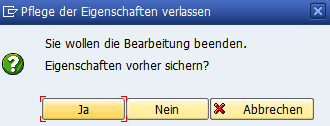 Pflege der Eigenschaften verlassen
Sie wollen die Bearbeitung beenden.
Eigenschaften vorher sichern?
Ja Nein Abbrechen